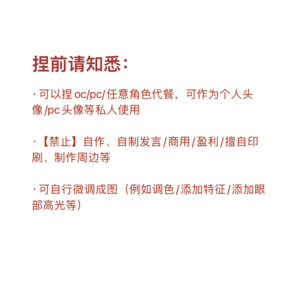 捏前请知悉：
· 可以捏 oc/pc/任意角色代餐，可作为个人头
像/pc 头像等私人使用
·【禁止】自作、自制发言/商用/盈利/擅自印
刷、制作周边等
· 可自行微调成图（例如调色/添加特征/添加眼
部高光等）